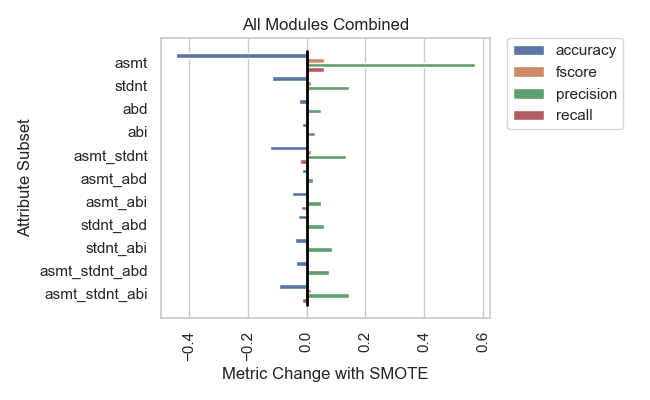 All Modules Combined
accuracy
fscore
precision
recall
Attribute Subset
asmt
stdnt
abd
abi
asmt_stdnt
asmt_abd
asmt_abi
stdnt_abd
stdnt_abi
asmt_stdnt_abd
asmt_stdnt_abi
−0.4
−0.2
0.0
0.2
0.4
0.6
Metric Change with SMOTE